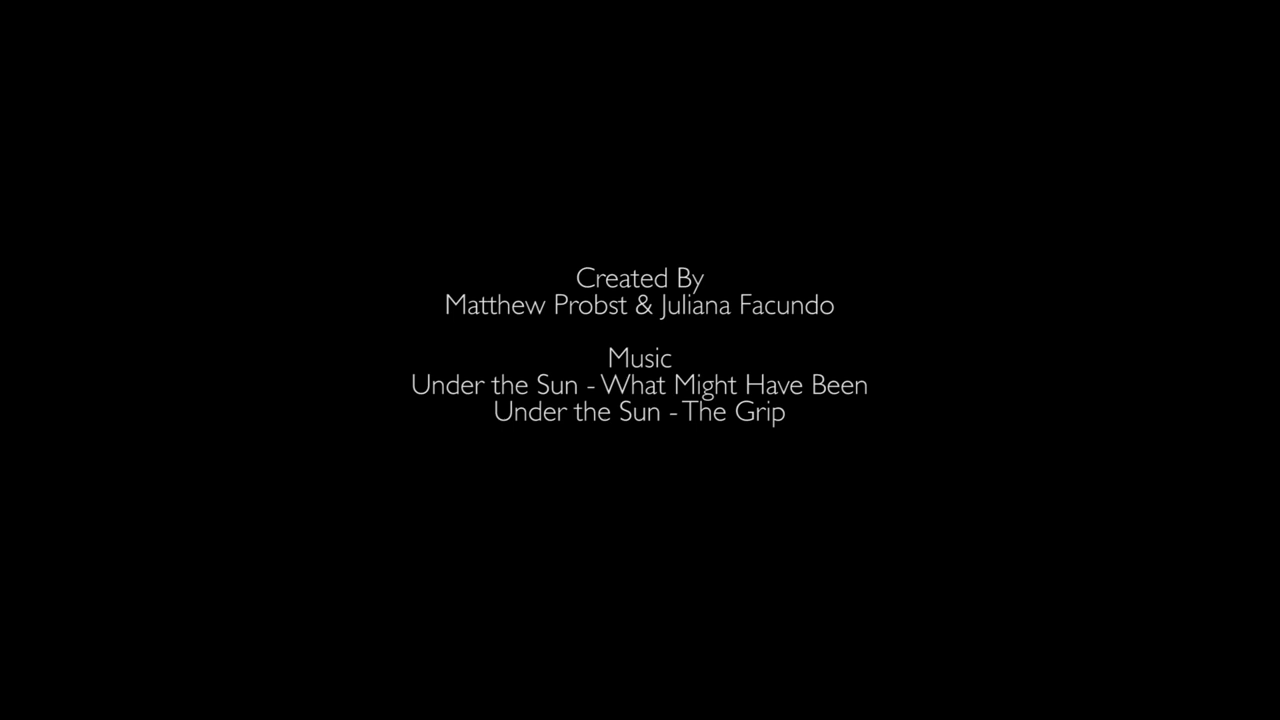 Created By
Matthew Probst & Juliana Facundo
Music
Under the Sun - What Might Have Been
Under the Sun - The Grip